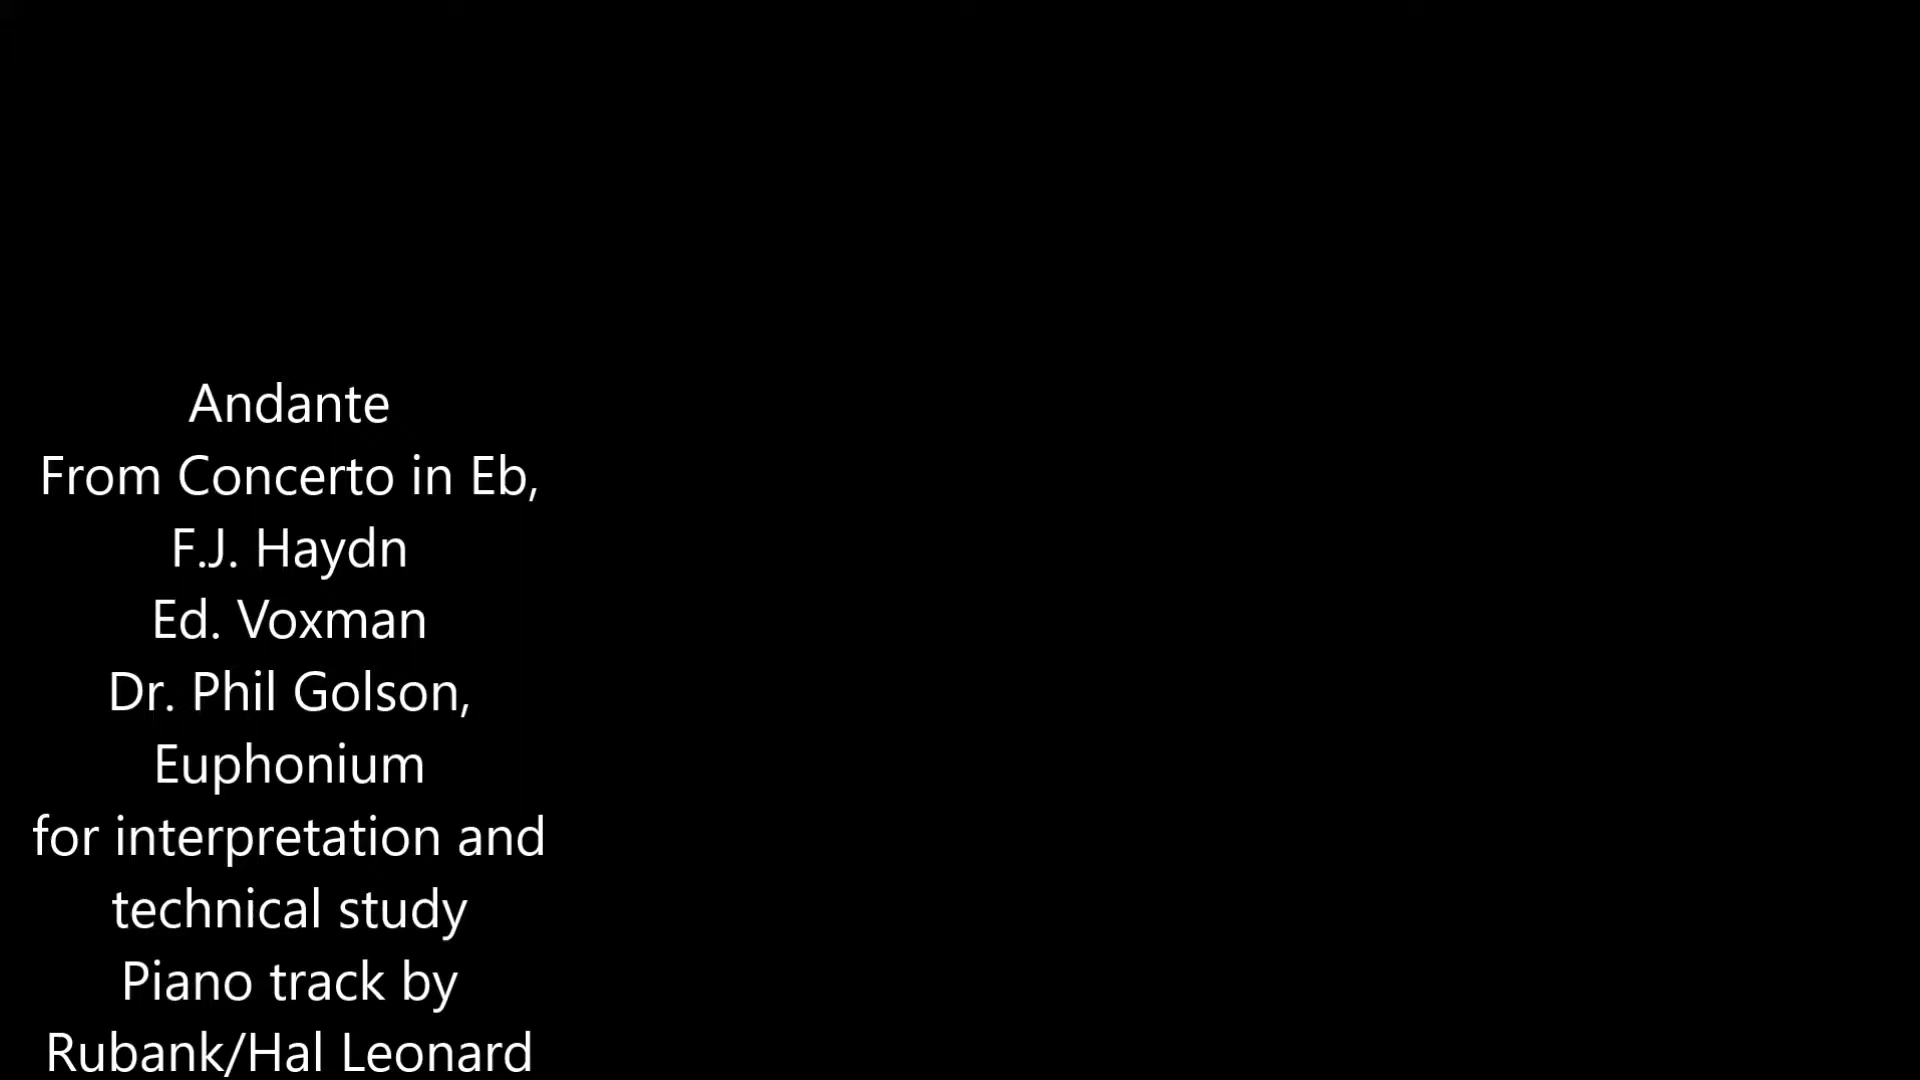 Andante
From Concerto in Eb,
F.J. Haydn
Ed. Voxman
Dr. Phil Golson,
Euphonium
for interpretation and
technical study
Piano track by
Rubank/Hal Leonard